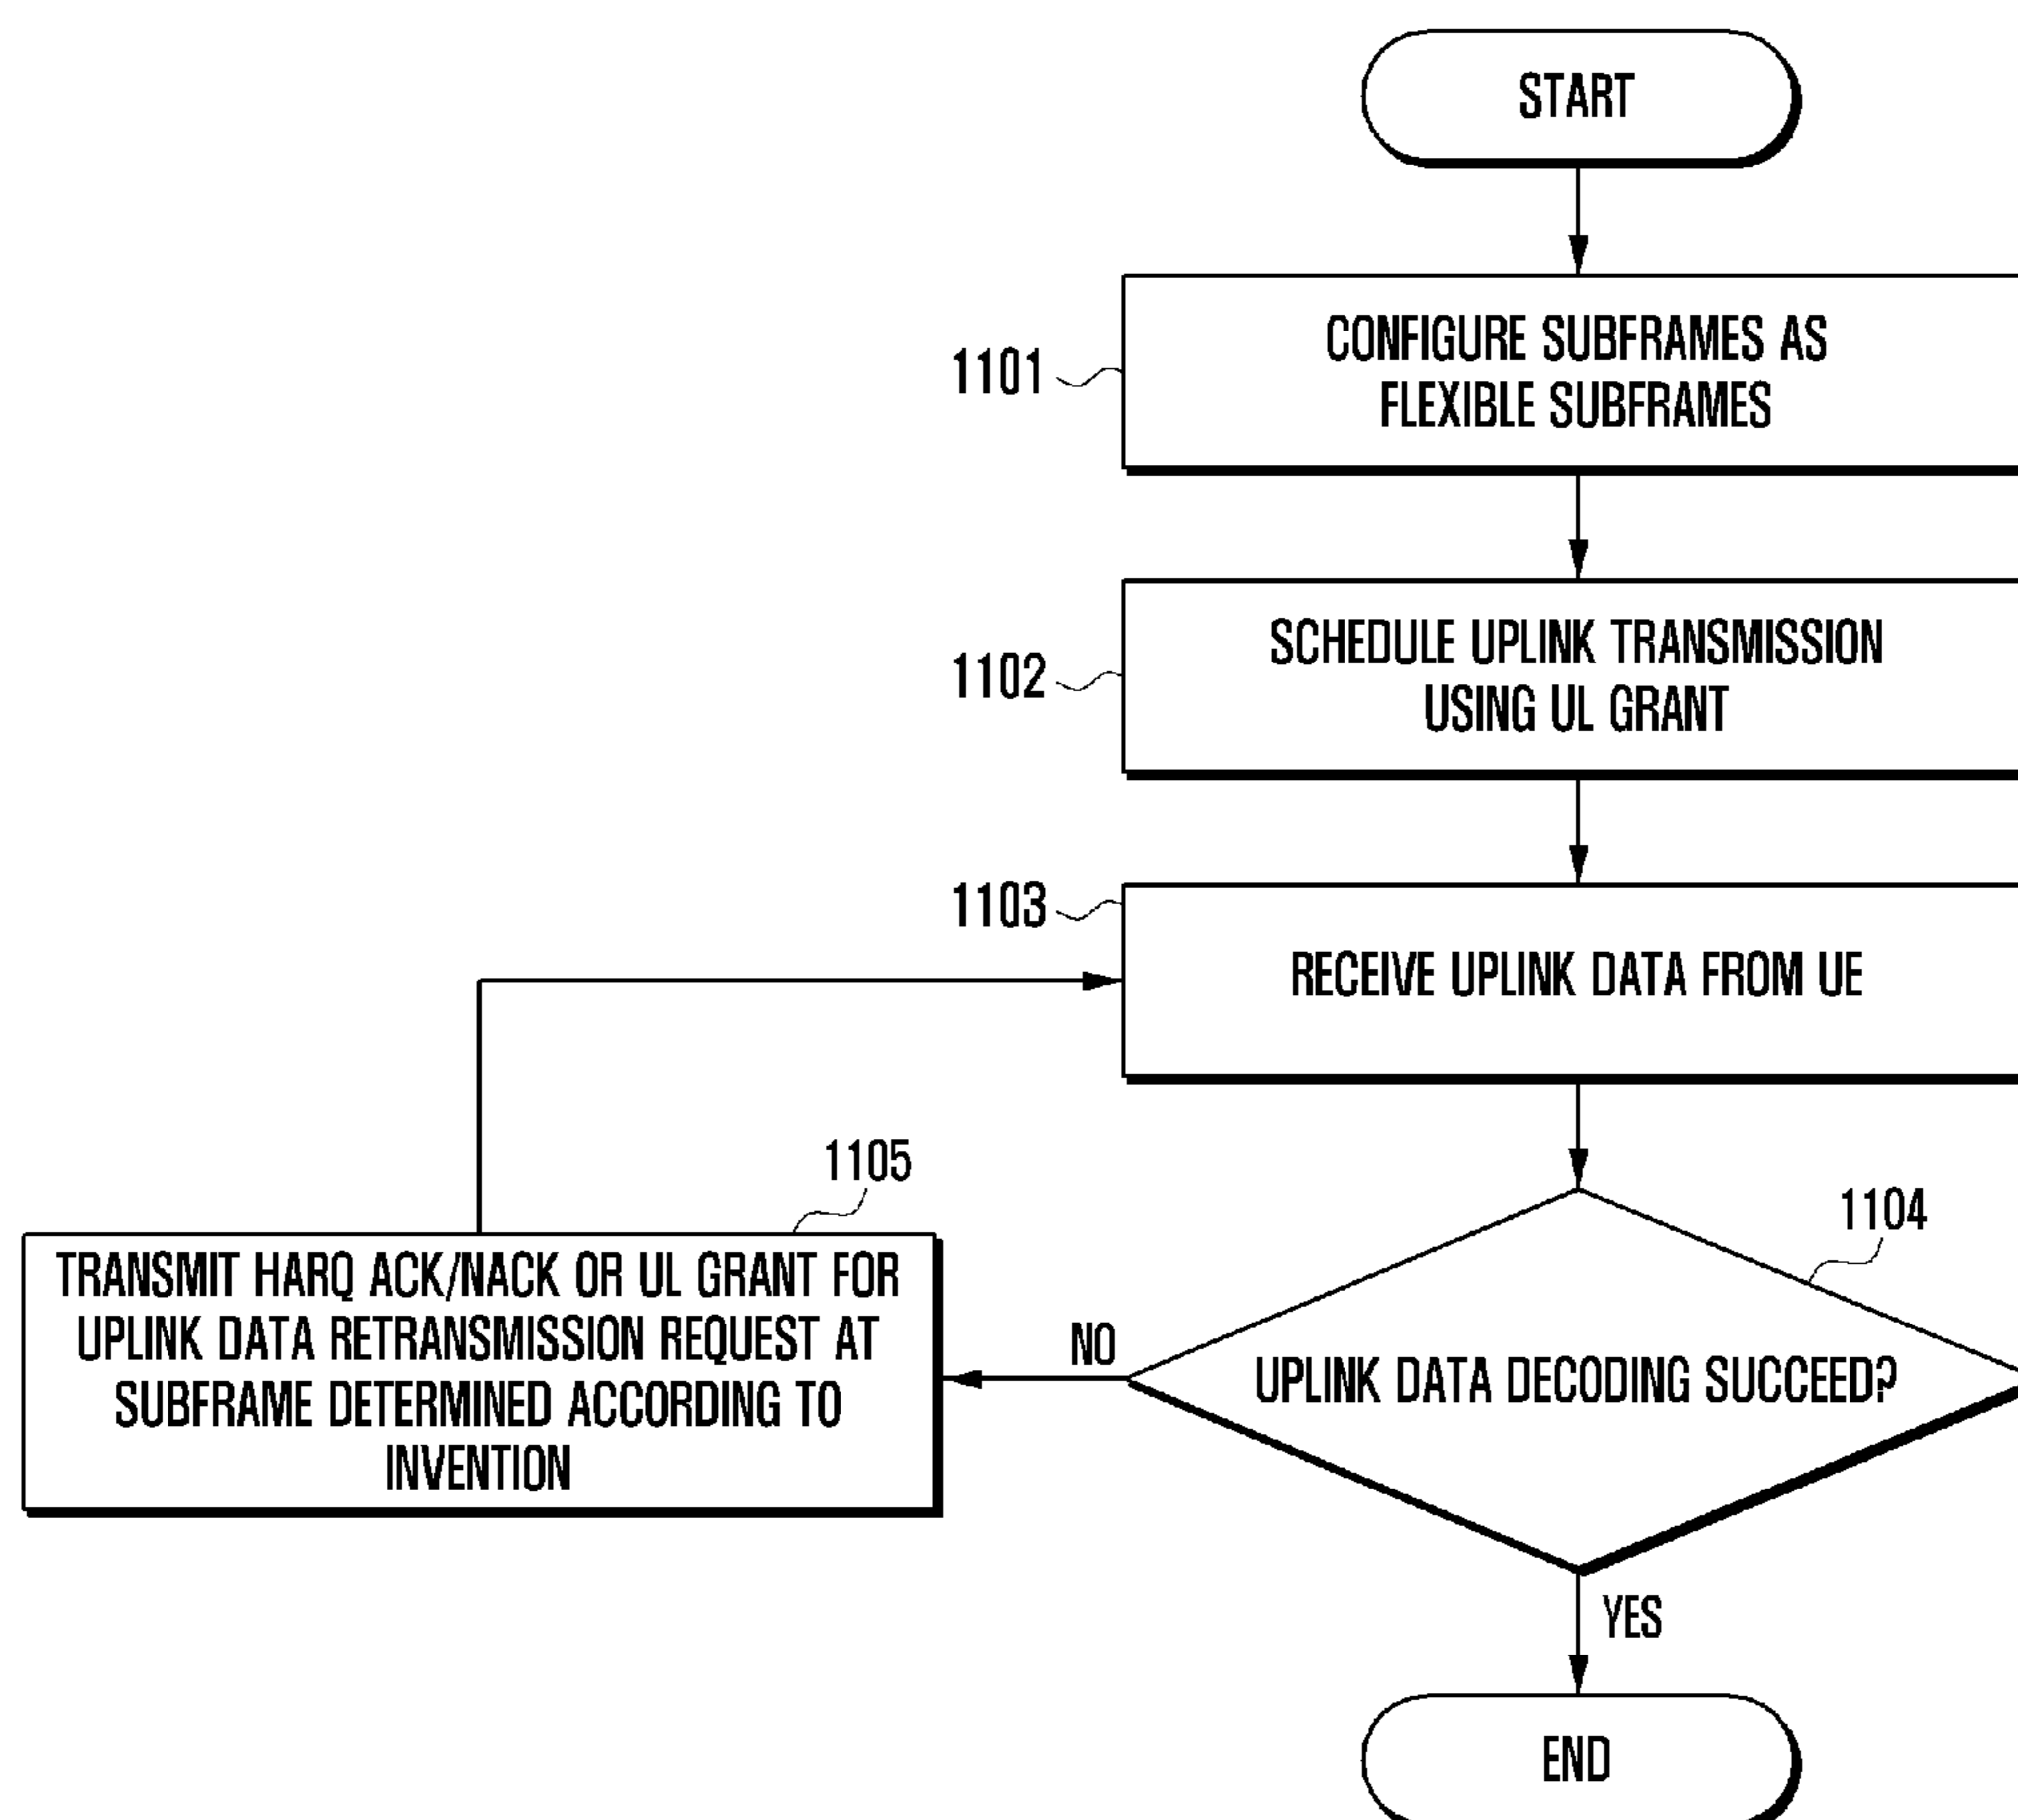 START
1101
CONFIGURE SUBFRAMES AS
FLEXIBLE SUBFRAMES
1102
SCHEDULE UPLINK TRANSMISSION
USING UL GRANT
1103
RECEIVE UPLINK DATA FROM UE
1104
UPLINK DATA DECODING SUCCEED?
NO
1105
TRANSMIT HARQ ACK/NACK OR UL GRANT FOR
UPLINK DATA RETRANSMISSION REQUEST AT
SUBFRAME DETERMINED ACCORDING TO
INVENTION
YES
END